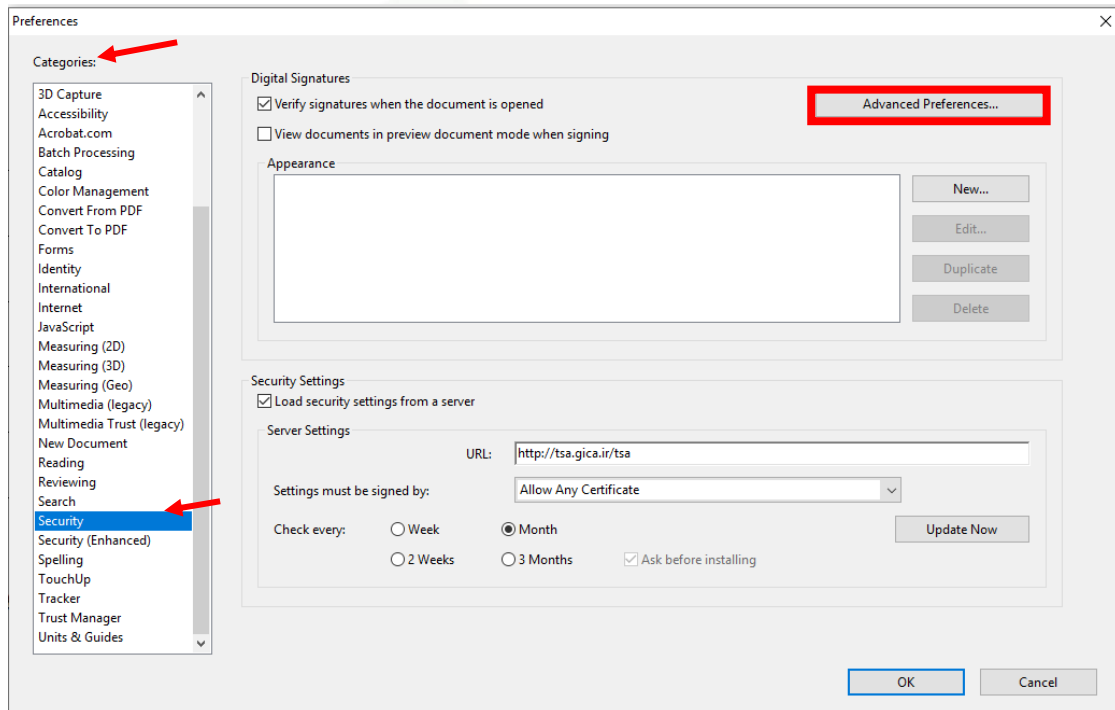 Preferences
Categories:
3D Capture
Accessibility
Acrobat.com
Batch Processing
Catalog
Color Management
Convert From PDF
Convert To PDF
Forms
Identity
International
Internet
JavaScript
Measuring (2D)
Measuring (3D)
Measuring (Geo)
Multimedia (legacy)
Multimedia Trust (legacy)
New Document
Reading
Reviewing
Search
Security
Security (Enhanced)
Spelling
TouchUp
Tracker
Trust Manager
Units & Guides
Digital Signatures
Verify signatures when the document is opened
Advanced Preferences...
View documents in preview document mode when signing
Appearance
New...
Edit...
Duplicate
Delete
Security Settings
Load security settings from a server
Server Settings
URL: http://tsa.gica.ir/tsa
Settings must be signed by: Allow Any Certificate
Check every: Week Month Update Now
2 Weeks 3 Months Ask before installing
OK Cancel